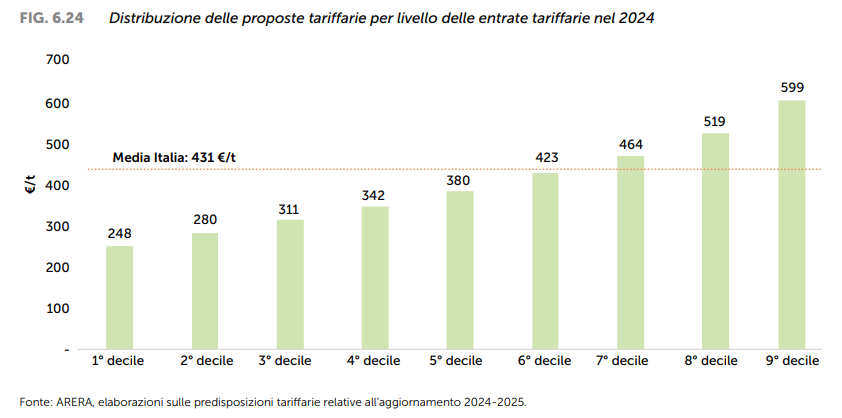 FIG. 6.24 Distribuzione delle proposte tariffarie per livello delle entrate tariffarie nel 2024
700
600
500
400
300
200
100
-
€/t
Media Italia: 431 €/t
248
280
311
342
380
423
464
519
599
1° decile
2° decile
3° decile
4° decile
5° decile
6° decile
7° decile
8° decile
9° decile
Fonte: ARERA, elaborazioni sulle predisposizioni tariffarie relative all'aggiornamento 2024-2025.